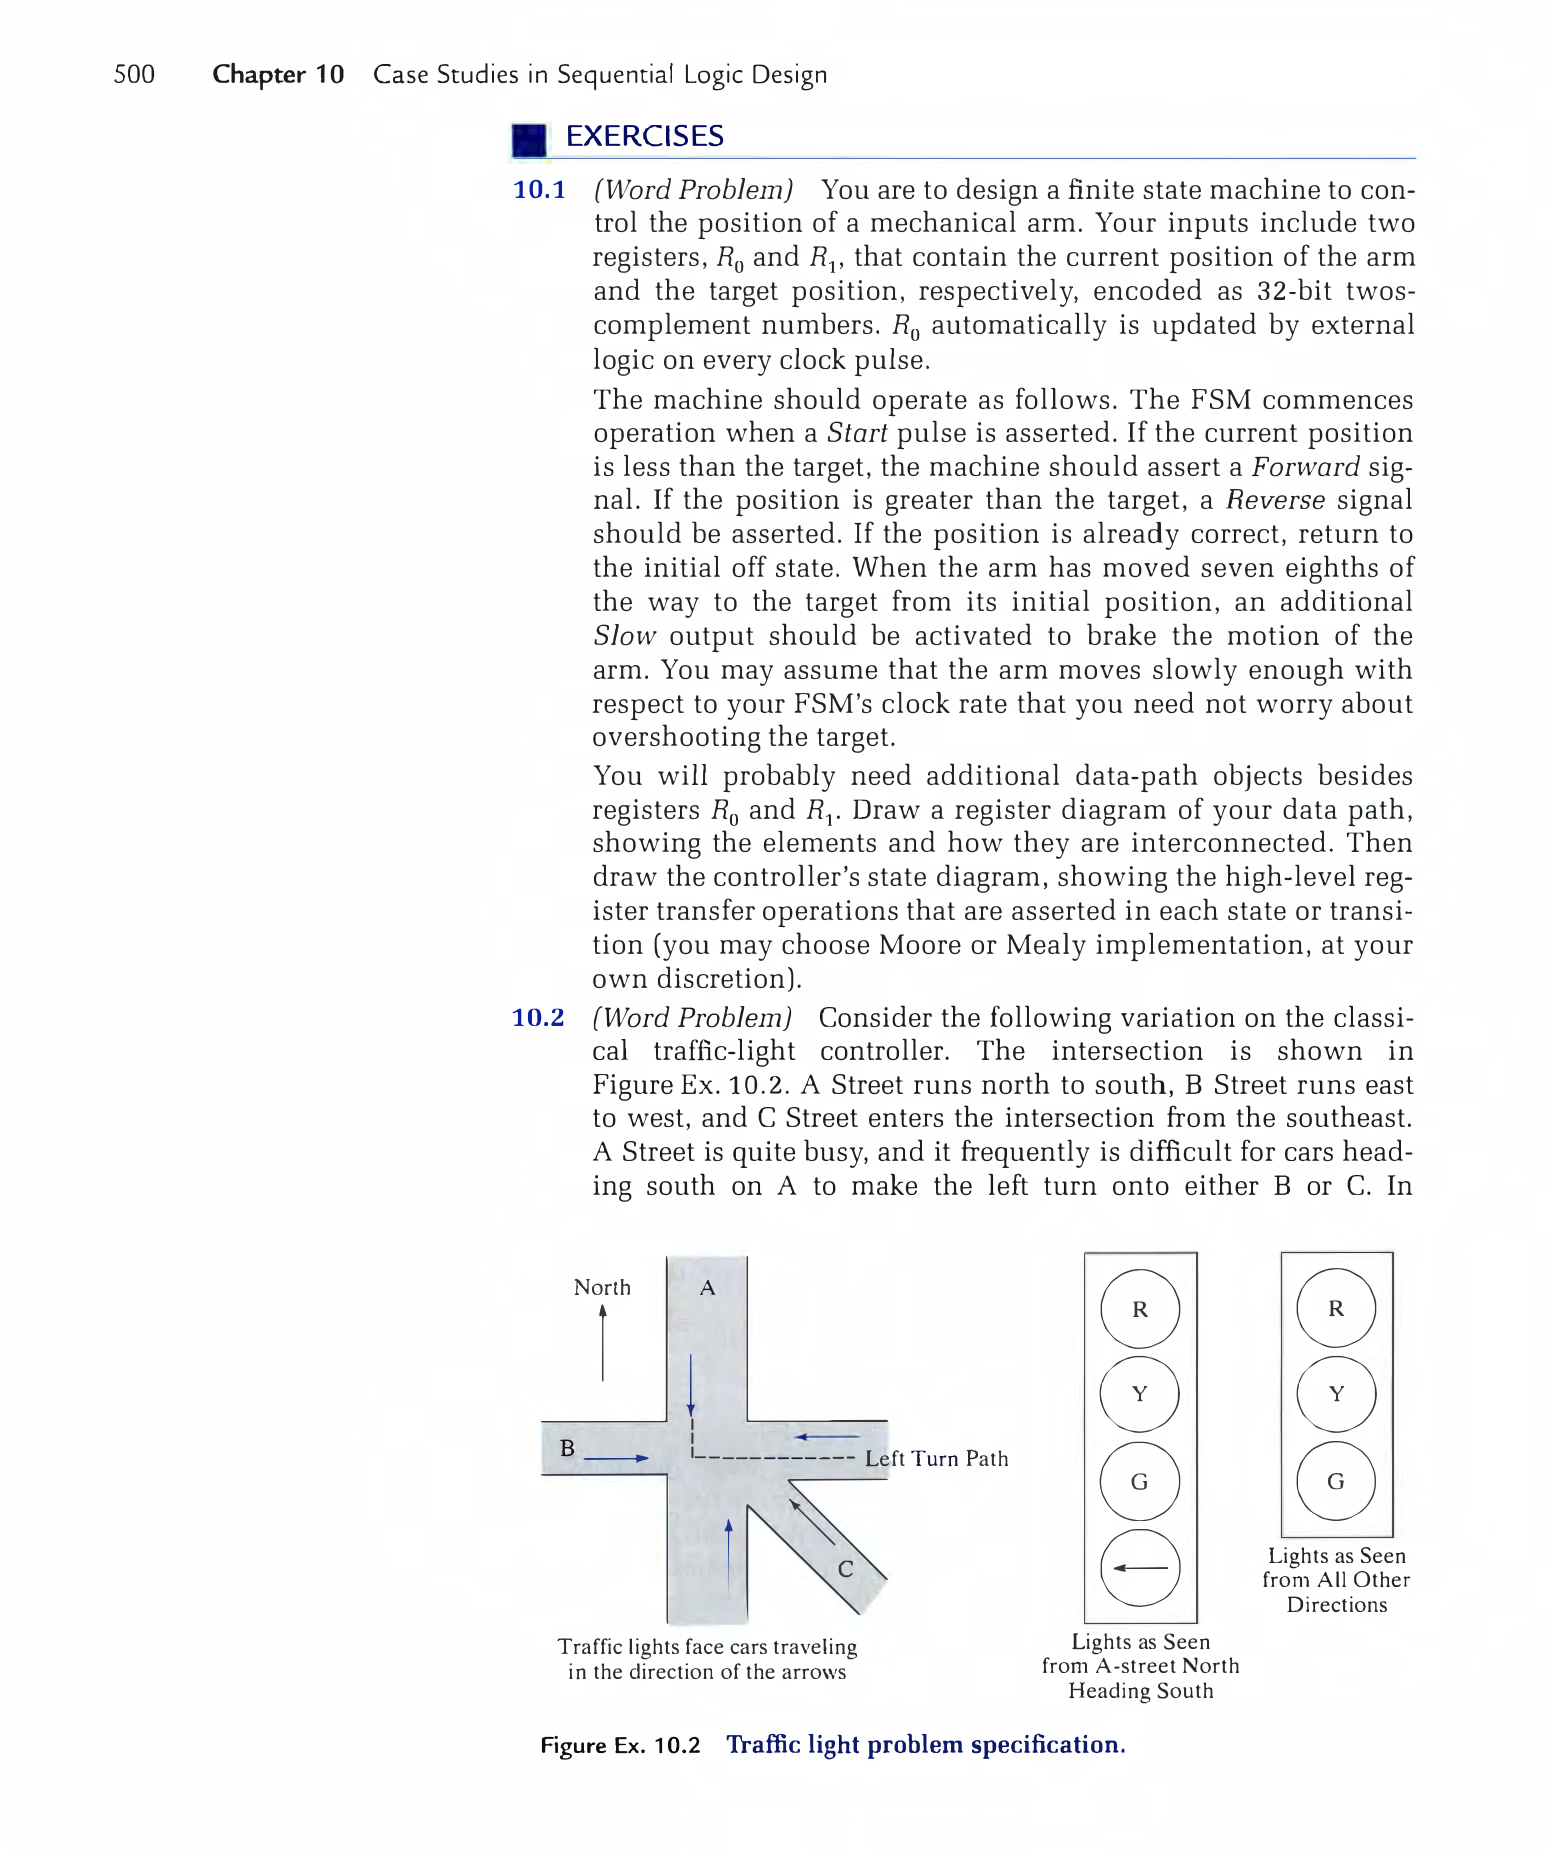 500 Chapter 10 Case Studies in Sequential Logic Design
EXERCISES
10.1 (Word Problem) You are to design a finite state machine to con-
trol the position of a mechanical arm. Your inputs include two
registers, R0 and R1, that contain the current position of the arm
and the target position, respectively, encoded as 32-bit twos-
complement numbers. R0 automatically is updated by external
logic on every clock pulse.
The machine should operate as follows. The FSM commences
operation when a Start pulse is asserted. If the current position
is less than the target, the machine should assert a Forward sig-
nal. If the position is greater than the target, a Reverse signal
should be asserted. If the position is already correct, return to
the initial off state. When the arm has moved seven eighths of
the way to the target from its initial position, an additional
Slow output should be activated to brake the motion of the
arm. You may assume that the arm moves slowly enough with
respect to your FSM's clock rate that you need not worry about
overshooting the target.
You will probably need additional data-path objects besides
registers R0 and R1. Draw a register diagram of your data path,
showing the elements and how they are interconnected. Then
draw the controller's state diagram, showing the high-level reg-
ister transfer operations that are asserted in each state or transi-
tion (you may choose Moore or Mealy implementation, at your
own discretion).
10.2 (Word Problem) Consider the following variation on the classi-
cal traffic-light controller. The intersection is shown in
Figure Ex. 10.2. A Street runs north to south, B Street runs east
to west, and C Street enters the intersection from the southeast.
A Street is quite busy, and it frequently is difficult for cars head-
ing south on A to make the left turn onto either B or C. In
North
A
B
Left Turn Path
C
Traffic lights face cars traveling
in the direction of the arrows
R
Y
G
Lights as Seen
from A-street North
Heading South
R
Y
G
Lights as Seen
from All Other
Directions
Figure Ex. 10.2 Traffic light problem specification.